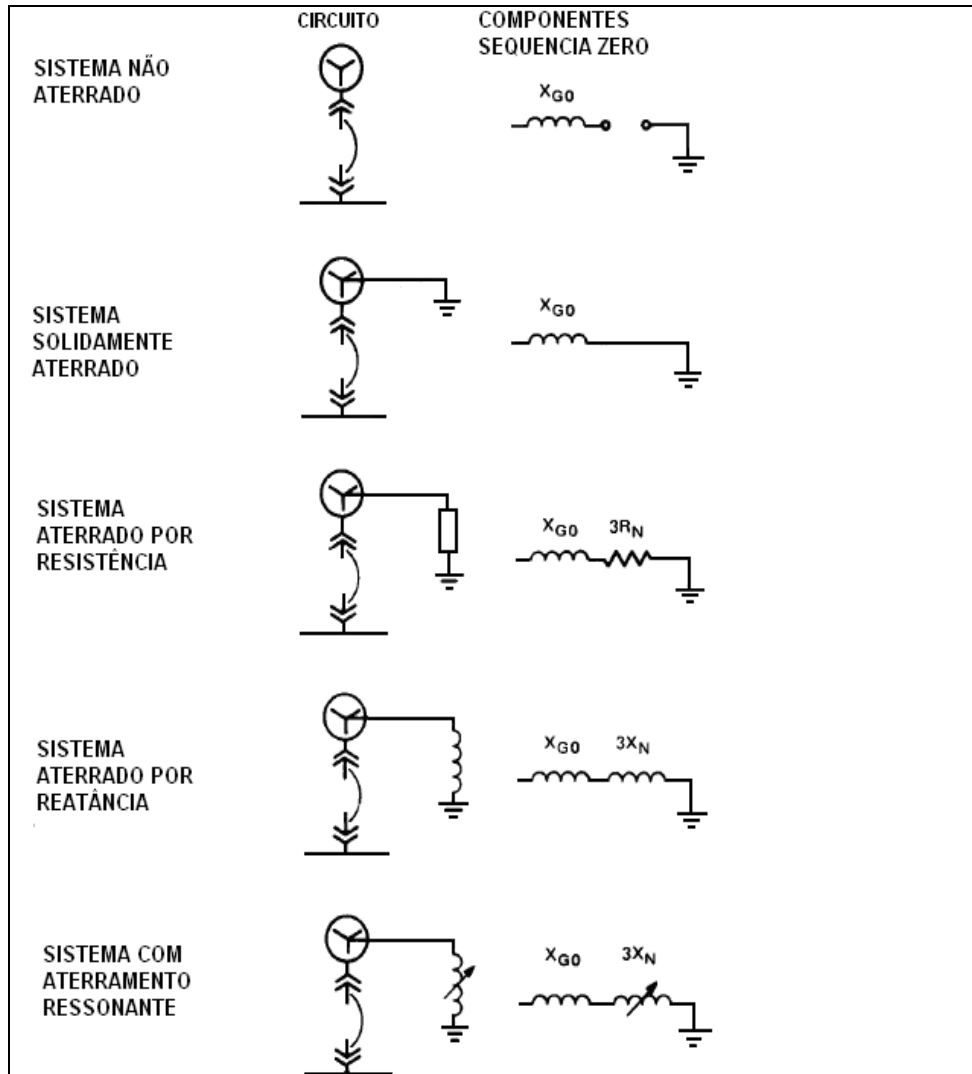 CIRCUITO
COMPONENTES
SEQUENCIA ZERO
SISTEMA NÃO
ATERRADO
XG0
SISTEMA
SOLIDAMENTE
ATERRADO
XG0
SISTEMA
ATERRADO POR
RESISTÊNCIA
XG0 3RN
SISTEMA
ATERRADO POR
REATÂNCIA
XG0 3XN
SISTEMA COM
ATERRAMENTO
RESSONANTE
XG0 3XN